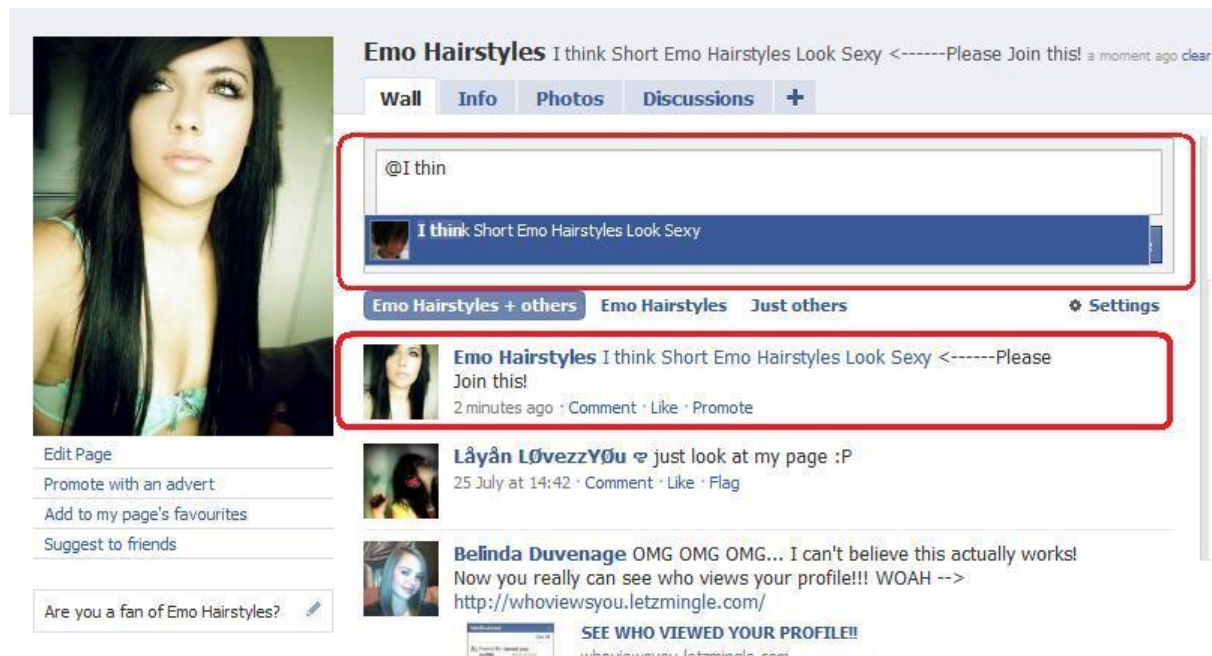 Emo Hairstyles I think Short Emo Hairstyles Look Sexy <------Please Join this! a moment ago clear
Wall Info Photos Discussions +
@I thin
I think Short Emo Hairstyles Look Sexy
Emo Hairstyles + others Emo Hairstyles Just others Settings
Emo Hairstyles I think Short Emo Hairstyles Look Sexy <------Please
Join this!
2 minutes ago · Comment · Like · Promote
Edit Page
Promote with an advert
Add to my page's favourites
Suggest to friends
Are you a fan of Emo Hairstyles?
Låyån LØvezzYØu just look at my page :P
25 July at 14:42 · Comment · Like · Flag
Belinda Duvenage OMG OMG OMG... I can't believe this actually works!
Now you really can see who views your profile!!! WOAH -->
http://whoviewsyou.letzmingle.com/
SEE WHO VIEWED YOUR PROFILE!!
whoviewsyou.letzmingle.com